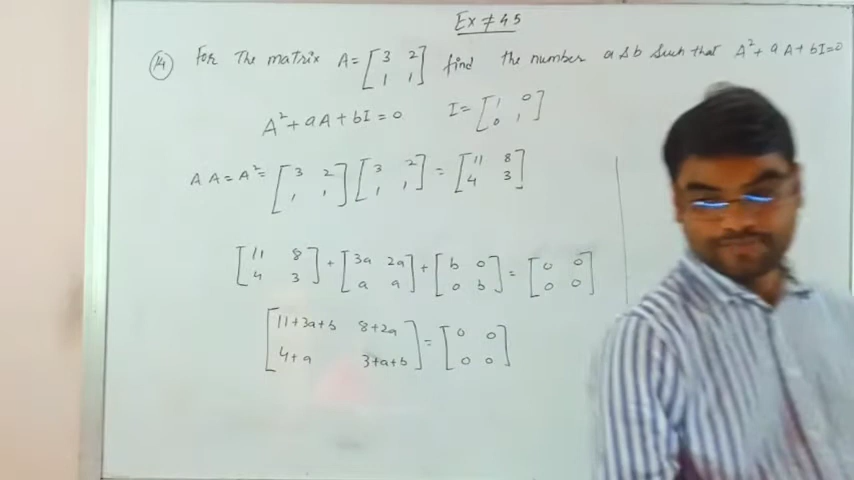 Ex ≠ 45
(14) For The matrix A = [3 2; 1 1] find the number a & b such that A² + aA + bI = 0
A² + aA + bI = 0 I = [1 0; 0 1]
A A = A² = [3 2; 1 1] [3 2; 1 1] = [11 8; 4 3]
[11 8; 4 3] + [3a 2a; a a] + [b 0; 0 b] = [0 0; 0 0]
[11+3a+b 8+2a; 4+a 3+a+b] = [0 0; 0 0]